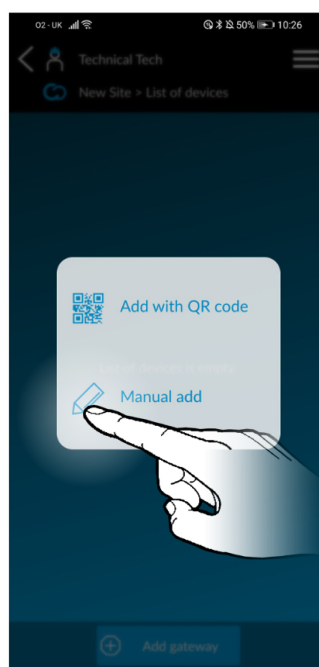 O2 - UK 50% 10:26
Technical Tech
New Site > List of devices
Add with QR code
List of devices is empty
Manual add
Add gateway